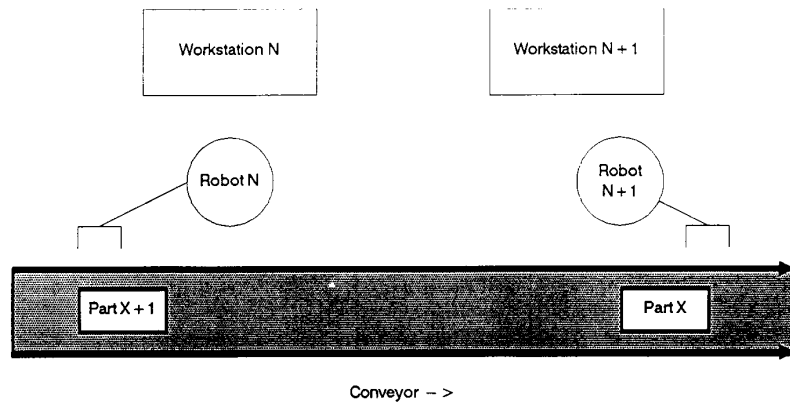 Workstation N
Workstation N + 1
Robot N
Robot
N + 1
Part X + 1
Part X
Conveyor – >